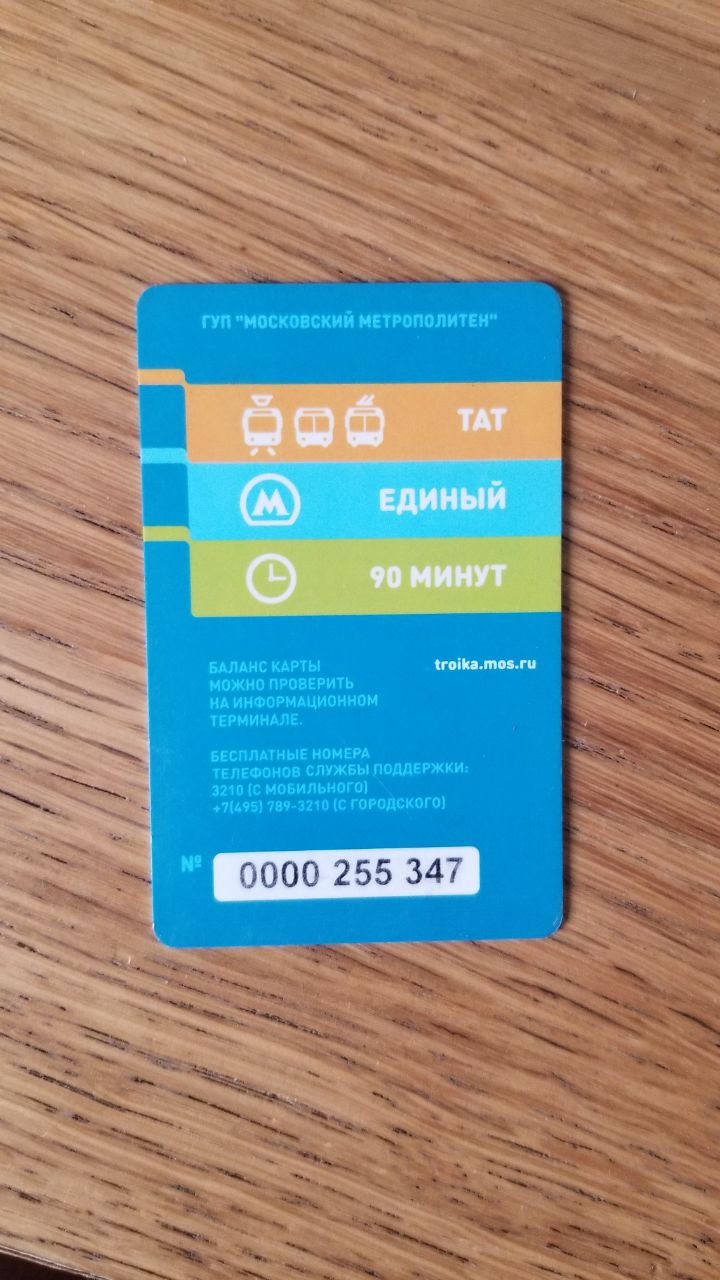 ГУП "МОСКОВСКИЙ МЕТРОПОЛИТЕН"
ТАТ
М
ЕДИНЫЙ
90 МИНУТ
БАЛАНС КАРТЫ
МОЖНО ПРОВЕРИТЬ
НА ИНФОРМАЦИОННОМ
ТЕРМИНАЛЕ.
troika.mos.ru
БЕСПЛАТНЫЕ НОМЕРА
ТЕЛЕФОНОВ СЛУЖБЫ ПОДДЕРЖКИ:
3210 (С МОБИЛЬНОГО)
+7(495) 789-3210 (С ГОРОДСКОГО)
№ 0000 255 347